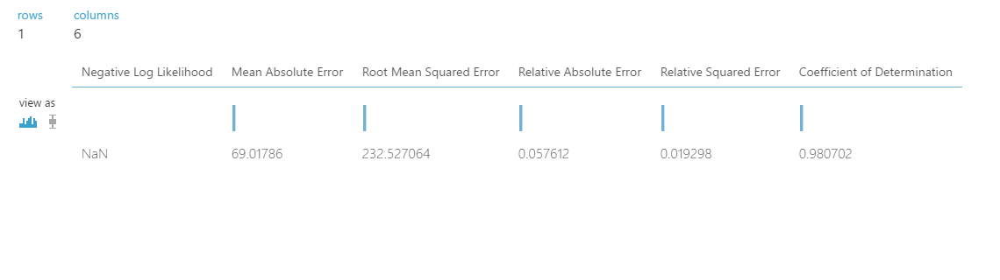 rows columns
1 6
Negative Log Likelihood Mean Absolute Error Root Mean Squared Error Relative Absolute Error Relative Squared Error Coefficient of Determination
view as
NaN 69.01786 232.527064 0.057612 0.019298 0.980702